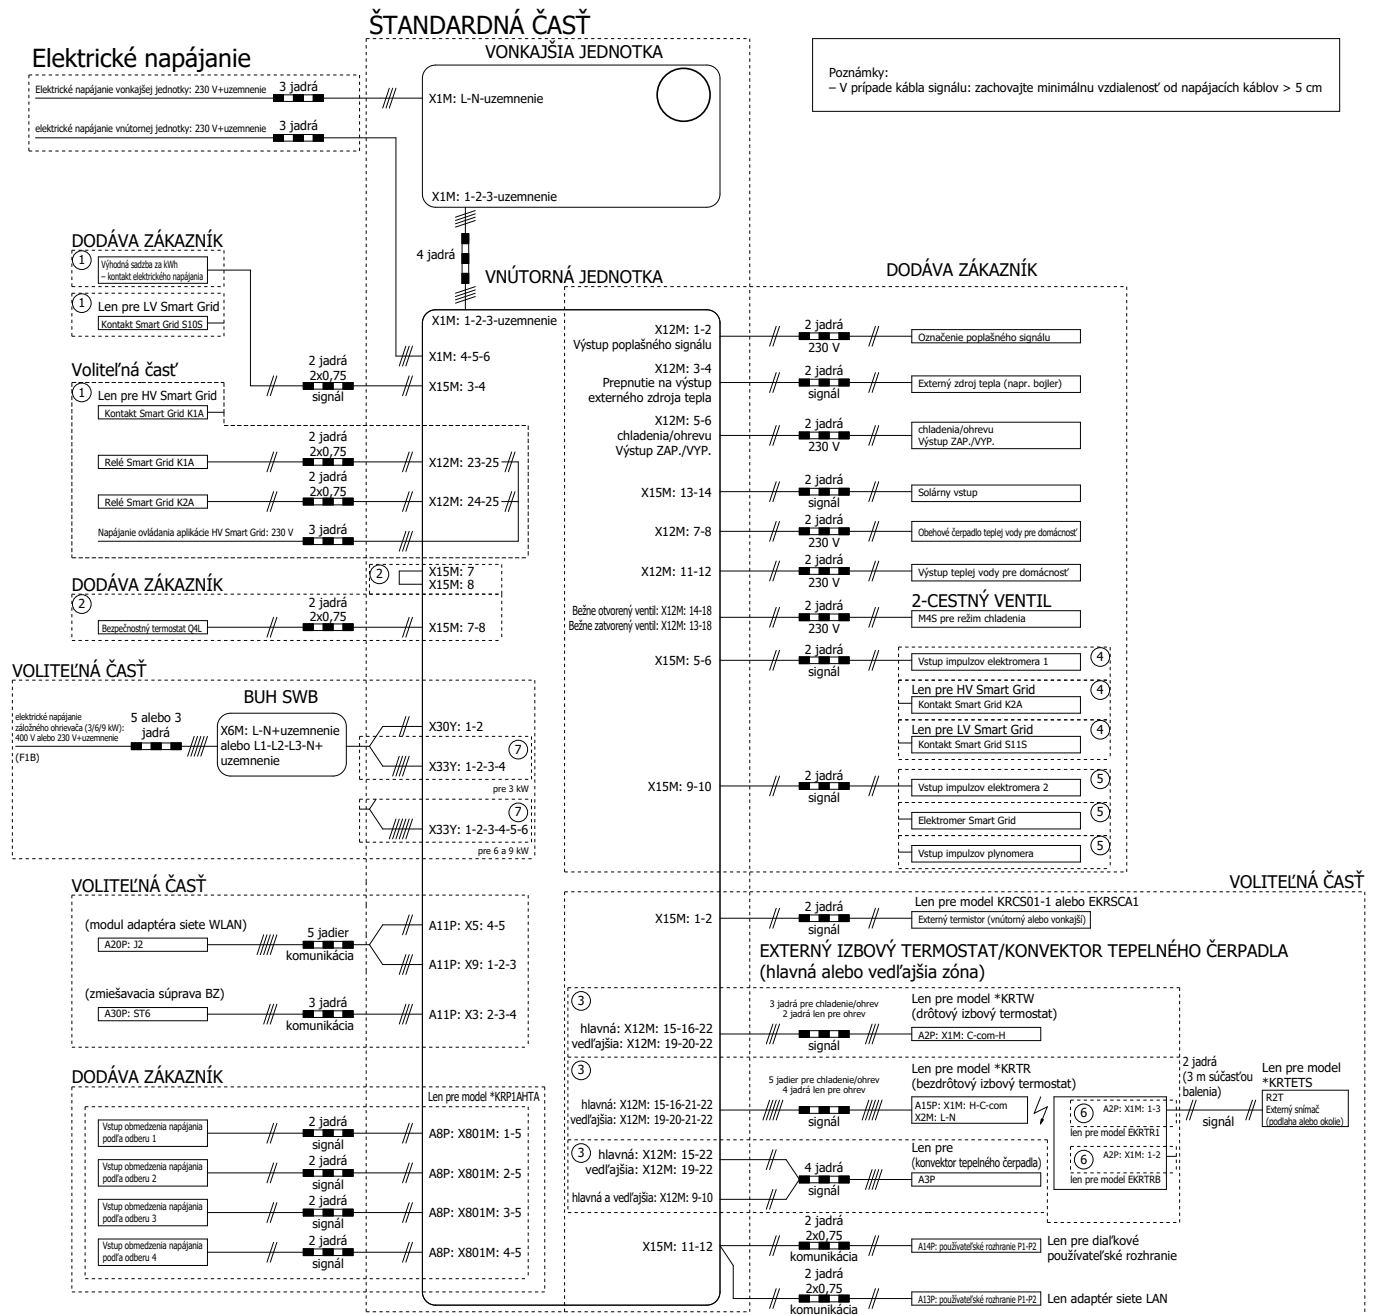 ŠTANDARDNÁ ČASŤ
Elektrické napájanie
VONKAJŠIA JEDNOTKA
Elektrické napájanie vonkajšej jednotky: 230 V+uzemnenie
3 jadrá
X1M: L-N-uzemnenie
elektrické napájanie vnútornej jednotky: 230 V+uzemnenie
3 jadrá
X1M: 1-2-3-uzemnenie
Poznámky:
– V prípade kábla signálu: zachovajte minimálnu vzdialenosť od napájacích káblov > 5 cm
4 jadrá
VNÚTORNÁ JEDNOTKA
X1M: 1-2-3-uzemnenie
DODÁVA ZÁKAZNÍK
1
Výhodná sadzba za kWh
– kontakt elektrického napájania
1
Len pre LV Smart Grid
Kontakt Smart Grid S10S
X1M: 4-5-6
2 jadrá
2x0,75
signál
X15M: 3-4
Voliteľná časť
1
Len pre HV Smart Grid
Kontakt Smart Grid K1A
Relé Smart Grid K1A
2 jadrá
2x0,75
X12M: 23-25
Relé Smart Grid K2A
2 jadrá
2x0,75
X12M: 24-25
Napájanie ovládania aplikácie HV Smart Grid: 230 V
3 jadrá
2
X15M: 7
X15M: 8
DODÁVA ZÁKAZNÍK
2
Bezpečnostný termostat Q4L
2 jadrá
2x0,75
X15M: 7-8
VOLITEĽNÁ ČASŤ
elektrické napájanie
záložného ohrievača (3/6/9 kW):
400 V alebo 230 V+uzemnenie
(F1B)
5 alebo 3
jadrá
BUH SWB
X6M: L-N+uzemnenie
alebo L1-L2-L3-N+
uzemnenie
X30Y: 1-2
7
X33Y: 1-2-3-4
pre 3 kW
7
X33Y: 1-2-3-4-5-6
pre 6 a 9 kW
VOLITEĽNÁ ČASŤ
(modul adaptéra siete WLAN)
A20P: J2
5 jadier
komunikácia
A11P: X5: 4-5
A11P: X9: 1-2-3
(zmiešavacia súprava BZ)
A30P: ST6
3 jadrá
komunikácia
A11P: X3: 2-3-4
DODÁVA ZÁKAZNÍK
Len pre model *KRP1AHTA
Vstup obmedzenia napájania
podľa odberu 1
2 jadrá
signál
A8P: X801M: 1-5
Vstup obmedzenia napájania
podľa odberu 2
2 jadrá
signál
A8P: X801M: 2-5
Vstup obmedzenia napájania
podľa odberu 3
2 jadrá
signál
A8P: X801M: 3-5
Vstup obmedzenia napájania
podľa odberu 4
2 jadrá
signál
A8P: X801M: 4-5
DODÁVA ZÁKAZNÍK
X12M: 1-2
Výstup poplašného signálu
2 jadrá
230 V
Označenie poplašného signálu
X12M: 3-4
Prepnutie na výstup
externého zdroja tepla
2 jadrá
signál
Externý zdroj tepla (napr. bojler)
X12M: 5-6
chladenia/ohrevu
Výstup ZAP./VYP.
2 jadrá
230 V
chladenia/ohrevu
Výstup ZAP./VYP.
X15M: 13-14
2 jadrá
signál
Solárny vstup
X12M: 7-8
2 jadrá
230 V
Obehové čerpadlo teplej vody pre domácnosť
X12M: 11-12
2 jadrá
230 V
Výstup teplej vody pre domácnosť
Bežne otvorený ventil: X12M: 14-18
Bežne zatvorený ventil: X12M: 13-18
2 jadrá
230 V
2-CESTNÝ VENTIL
M4S pre režim chladenia
X15M: 5-6
2 jadrá
signál
Vstup impulzov elektromera 1
4
Len pre HV Smart Grid
Kontakt Smart Grid K2A
4
Len pre LV Smart Grid
Kontakt Smart Grid S11S
4
X15M: 9-10
2 jadrá
signál
Vstup impulzov elektromera 2
5
Elektromer Smart Grid
5
Vstup impulzov plynomera
5
VOLITEĽNÁ ČASŤ
X15M: 1-2
2 jadrá
signál
Len pre model KRCS01-1 alebo EKRSCA1
Externý termistor (vnútorný alebo vonkajší)
EXTERNÝ IZBOVÝ TERMOSTAT/KONVEKTOR TEPELNÉHO ČERPADLA
(hlavná alebo vedľajšia zóna)
3
hlavná: X12M: 15-16-22
vedľajšia: X12M: 19-20-22
3 jadrá pre chladenie/ohrev
2 jadrá len pre ohrev
signál
Len pre model *KRTW
(drôtový izbový termostat)
A2P: X1M: C-com-H
3
hlavná: X12M: 15-16-21-22
vedľajšia: X12M: 19-20-21-22
5 jadier pre chladenie/ohrev
4 jadrá len pre ohrev
signál
Len pre model *KRTR
(bezdrôtový izbový termostat)
A15P: X1M: H-C-com
X2M: L-N
6
A2P: X1M: 1-3
len pre model EKRTR1
6
A2P: X1M: 1-2
len pre model EKRTRB
2 jadrá
(3 m súčasťou
balenia)
signál
Len pre model
*KRTETS
R2T
Externý snímač
(podlaha alebo okolie)
3
hlavná: X12M: 15-22
vedľajšia: X12M: 19-22
hlavná a vedľajšia: X12M: 9-10
4 jadrá
signál
Len pre
(konvektor tepelného čerpadla)
A3P
X15M: 11-12
2 jadrá
2x0,75
komunikácia
A14P: používateľské rozhranie P1-P2
Len pre diaľkové
používateľské rozhranie
2 jadrá
2x0,75
komunikácia
A13P: používateľské rozhranie P1-P2
Len adaptér siete LAN